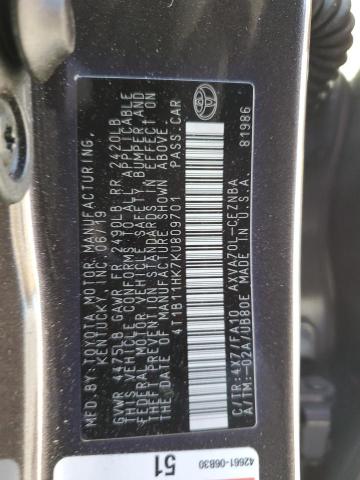 MFD.BY: TOYOTA MOTOR MANUFACTURING,
KENTUCKY, INC. 06/19
GVWR 4475LB GAWR FR 2490LB RR 2420LB
THIS VEHICLE CONFORMS TO ALL APPLICABLE
FEDERAL MOTOR VEHICLE SAFETY, BUMPER, AND
THEFT PREVENTION STANDARDS IN EFFECT ON
THE DATE OF MANUFACTURE SHOWN ABOVE.
4T1B11HK7KU809701 PASS.CAR
C/TR:4X7/FA10 AXVA70L-CEZNBA
A/TM:-02A/UB80E MADE IN U.S.A.
81986
42661-06B30
51